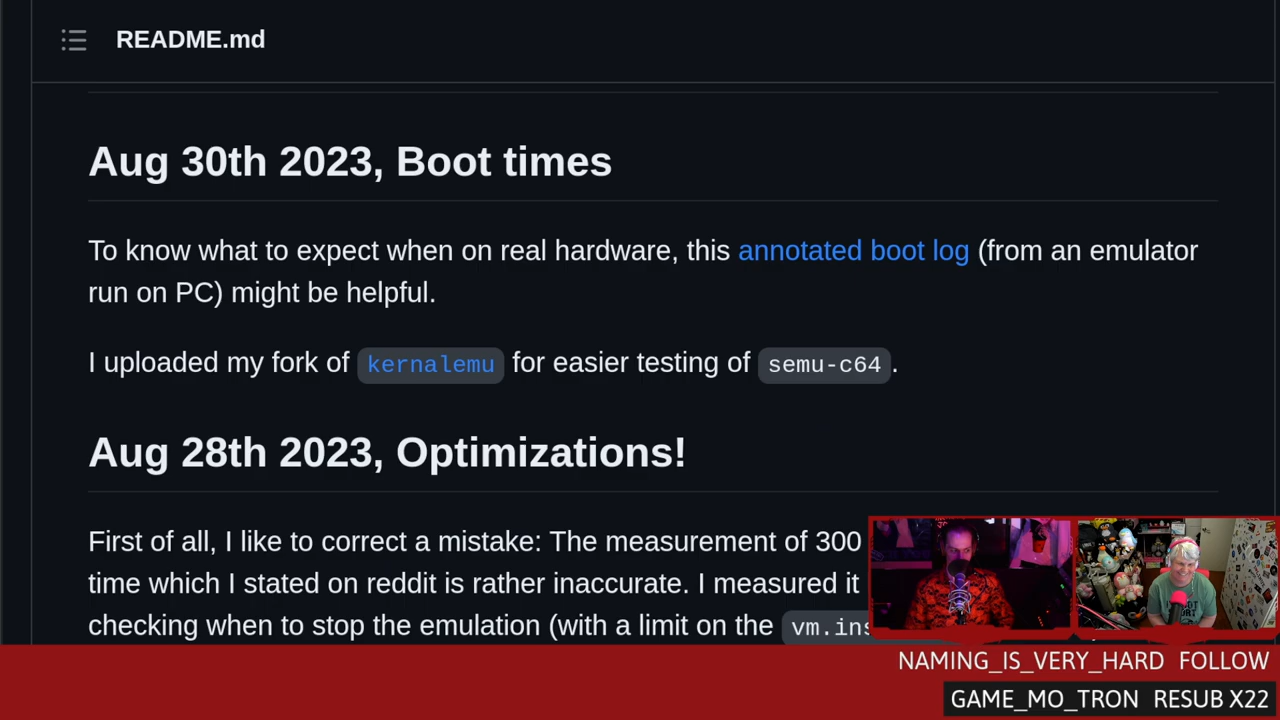 README.md
Aug 30th 2023, Boot times
To know what to expect when on real hardware, this annotated boot log (from an emulator
run on PC) might be helpful.
I uploaded my fork of kernalemu for easier testing of semu-c64.
Aug 28th 2023, Optimizations!
First of all, I like to correct a mistake: The measurement of 300
time which I stated on reddit is rather inaccurate. I measured it
checking when to stop the emulation (with a limit on the
NAMING_IS_VERY_HARD FOLLOW
GAME_MO_TRON RESUB X22